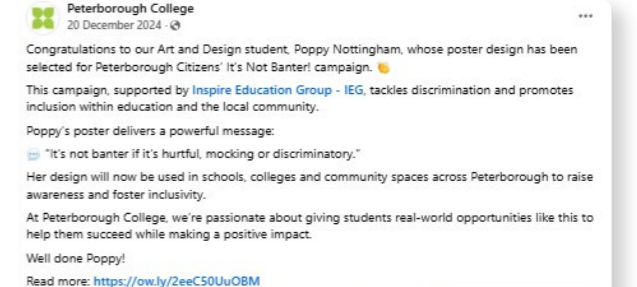 Peterborough College
20 December 2024 ·
Congratulations to our Art and Design student, Poppy Nottingham, whose poster design has been
selected for Peterborough Citizens' It's Not Banter! campaign. 👏
This campaign, supported by Inspire Education Group - IEG, tackles discrimination and promotes
inclusion within education and the local community.
Poppy's poster delivers a powerful message:
💬 "It's not banter if it's hurtful, mocking or discriminatory."
Her design will now be used in schools, colleges and community spaces across Peterborough to raise
awareness and foster inclusivity.
At Peterborough College, we're passionate about giving students real-world opportunities like this to
help them succeed while making a positive impact.
Well done Poppy!
Read more: https://ow.ly/2eeC50UuOBM